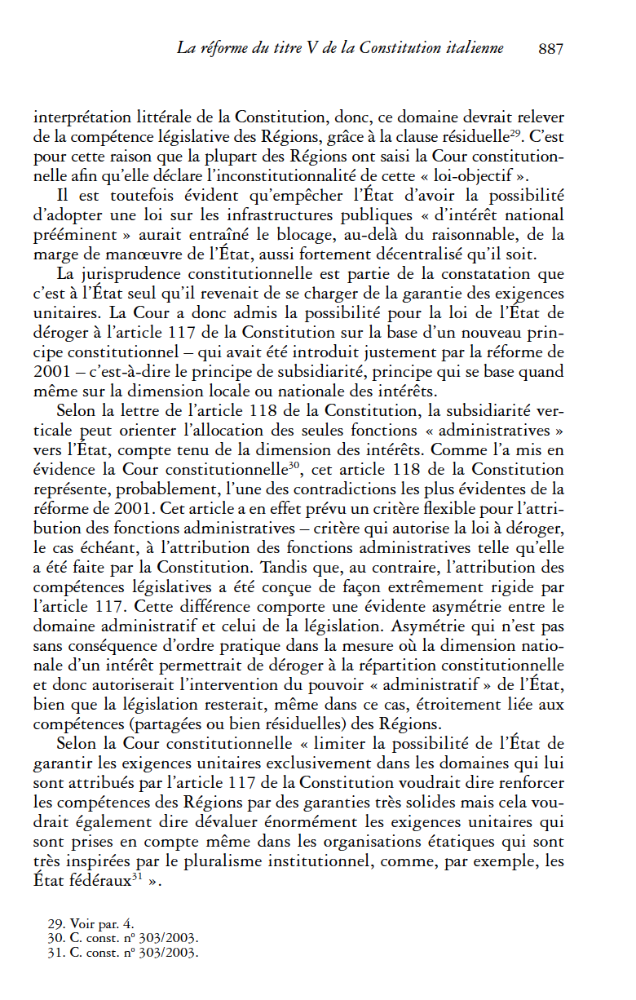 La réforme du titre V de la Constitution italienne 887
interprétation littérale de la Constitution, donc, ce domaine devrait relever
de la compétence législative des Régions, grâce à la clause résiduelle29. C’est
pour cette raison que la plupart des Régions ont saisi la Cour constitution-
nelle afin qu’elle déclare l’inconstitutionnalité de cette « loi-objectif ».
Il est toutefois évident qu’empêcher l’État d’avoir la possibilité
d’adopter une loi sur les infrastructures publiques « d’intérêt national
prééminent » aurait entraîné le blocage, au-delà du raisonnable, de la
marge de manœuvre de l’État, aussi fortement décentralisé qu’il soit.
La jurisprudence constitutionnelle est partie de la constatation que
c’est à l’État seul qu’il revenait de se charger de la garantie des exigences
unitaires. La Cour a donc admis la possibilité pour la loi de l’État de
déroger à l’article 117 de la Constitution sur la base d’un nouveau prin-
cipe constitutionnel – qui avait été introduit justement par la réforme de
2001 – c’est-à-dire le principe de subsidiarité, principe qui se base quand
même sur la dimension locale ou nationale des intérêts.
Selon la lettre de l’article 118 de la Constitution, la subsidiarité ver-
ticale peut orienter l’allocation des seules fonctions « administratives »
vers l’État, compte tenu de la dimension des intérêts. Comme l’a mis en
évidence la Cour constitutionnelle30, cet article 118 de la Constitution
représente, probablement, l’une des contradictions les plus évidentes de la
réforme de 2001. Cet article a en effet prévu un critère flexible pour l’attri-
bution des fonctions administratives – critère qui autorise la loi à déroger,
le cas échéant, à l’attribution des fonctions administratives telle qu’elle
a été faite par la Constitution. Tandis que, au contraire, l’attribution des
compétences législatives a été conçue de façon extrêmement rigide par
l’article 117. Cette différence comporte une évidente asymétrie entre le
domaine administratif et celui de la législation. Asymétrie qui n’est pas
sans conséquence d’ordre pratique dans la mesure où la dimension natio-
nale d’un intérêt permettrait de déroger à la répartition constitutionnelle
et donc autoriserait l’intervention du pouvoir « administratif » de l’État,
bien que la législation resterait, même dans ce cas, étroitement liée aux
compétences (partagées ou bien résiduelles) des Régions.
Selon la Cour constitutionnelle « limiter la possibilité de l’État de
garantir les exigences unitaires exclusivement dans les domaines qui lui
sont attribués par l’article 117 de la Constitution voudrait dire renforcer
les compétences des Régions par des garanties très solides mais cela vou-
drait également dire dévaluer énormément les exigences unitaires qui
sont prises en compte même dans les organisations étatiques qui sont
très inspirées par le pluralisme institutionnel, comme, par exemple, les
État fédéraux31 ».
29. Voir par. 4.
30. C. const. nº 303/2003.
31. C. const. nº 303/2003.